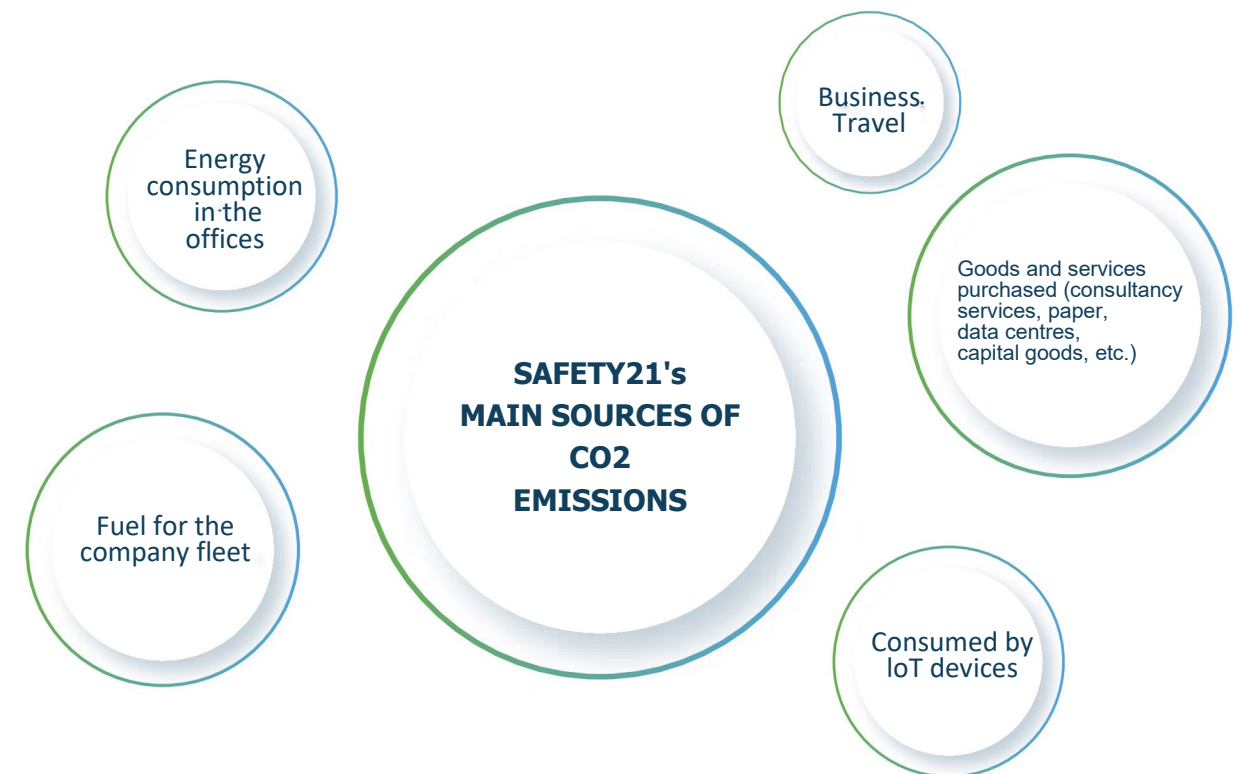 Business.
Travel
Energy
consumption
in the
offices
Goods and services
purchased (consultancy
services, paper,
data centres,
capital goods, etc.)
SAFETY21's
MAIN SOURCES OF
CO2
EMISSIONS
Fuel for the
company fleet
Consumed by
loT devices